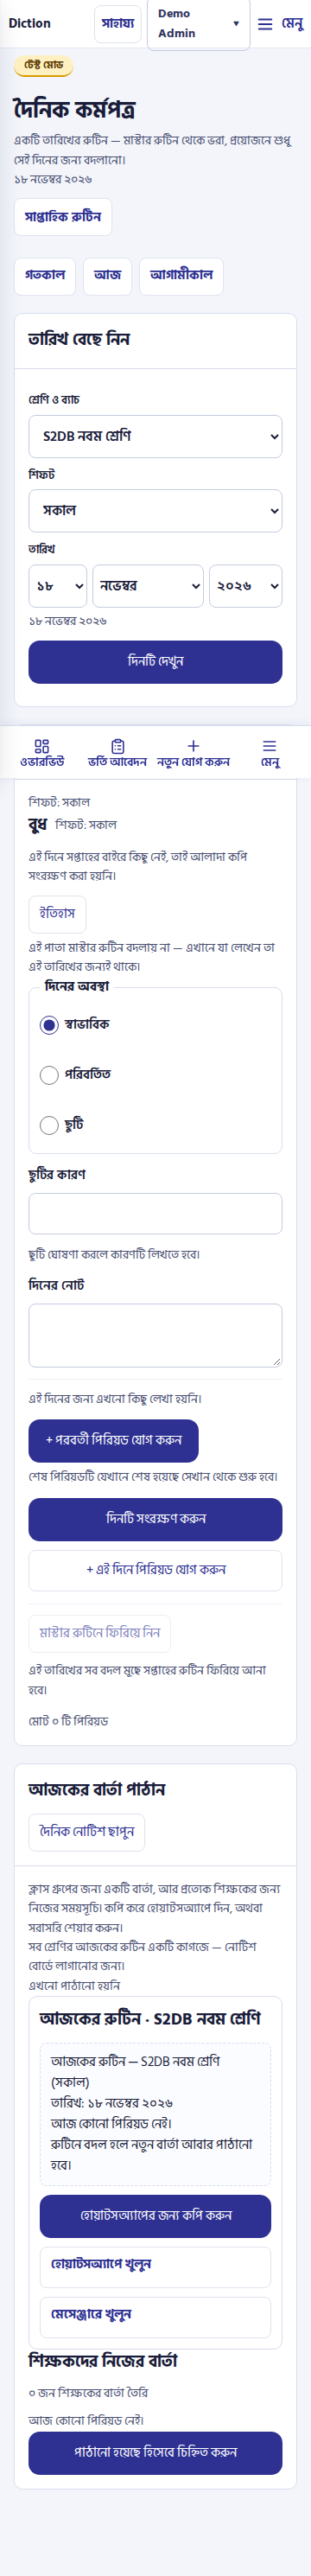 Diction
সাহায্য
Demo
Admin
▼
মেনু
টেস্ট মোড
দৈনিক কর্মপত্র
একটি তারিখের রুটিন — মাস্টার রুটিন থেকে ভরা, প্রয়োজনে শুধু
সেই দিনের জন্য বদলানো।
১৮ নভেম্বর ২০২৬
সাপ্তাহিক রুটিন
গতকাল
আজ
আগামীকাল
তারিখ বেছে নিন
শ্রেণি ও ব্যাচ
S2DB নবম শ্রেণি
শিফট
সকাল
তারিখ
১৮
নভেম্বর
২০২৬
১৮ নভেম্বর ২০২৬
দিনটি দেখুন
ওভারভিউ
ভর্তি আবেদন
নতুন যোগ করুন
মেনু
শিফট: সকাল
বুধ শিফট: সকাল
এই দিনে সপ্তাহের বাইরে কিছু নেই, তাই আলাদা কপি
সংরক্ষণ করা হয়নি।
ইতিহাস
এই পাতা মাস্টার রুটিন বদলায় না — এখানে যা লেখেন তা
এই তারিখের জন্যই থাকে।
দিনের অবস্থা
স্বাভাবিক
পরিবর্তিত
ছুটি
ছুটির কারণ
ছুটি ঘোষণা করলে কারণটি লিখতে হবে।
দিনের নোট
এই দিনের জন্য এখনো কিছু লেখা হয়নি।
+ পরবর্তী পিরিয়ড যোগ করুন
শেষ পিরিয়ডটি যেখানে শেষ হয়েছে সেখান থেকে শুরু হবে।
দিনটি সংরক্ষণ করুন
+ এই দিনে পিরিয়ড যোগ করুন
মাস্টার রুটিনে ফিরিয়ে নিন
এই তারিখের সব বদল মুছে সপ্তাহের রুটিন ফিরিয়ে আনা
হবে।
মোট ০ টি পিরিয়ড
আজকের বার্তা পাঠান
দৈনিক নোটিশ ছাপুন
ক্লাস গ্রুপের জন্য একটি বার্তা, আর প্রত্যেক শিক্ষকের জন্য
নিজের সময়সূচি। কপি করে হোয়াটসঅ্যাপে দিন, অথবা
সরাসরি শেয়ার করুন।
সব শ্রেণির আজকের রুটিন একটি কাগজে — নোটিশ
বোর্ডে লাগানোর জন্য।
এখনো পাঠানো হয়নি
আজকের রুটিন · S2DB নবম শ্রেণি
আজকের রুটিন — S2DB নবম শ্রেণি
(সকাল)
তারিখ: ১৮ নভেম্বর ২০২৬
আজ কোনো পিরিয়ড নেই।
রুটিনে বদল হলে নতুন বার্তা আবার পাঠানো
হবে।
হোয়াটসঅ্যাপের জন্য কপি করুন
হোয়াটসঅ্যাপে খুলুন
মেসেঞ্জারে খুলুন
শিক্ষকদের নিজের বার্তা
০ জন শিক্ষকের বার্তা তৈরি
আজ কোনো পিরিয়ড নেই।
পাঠানো হয়েছে হিসেবে চিহ্নিত করুন